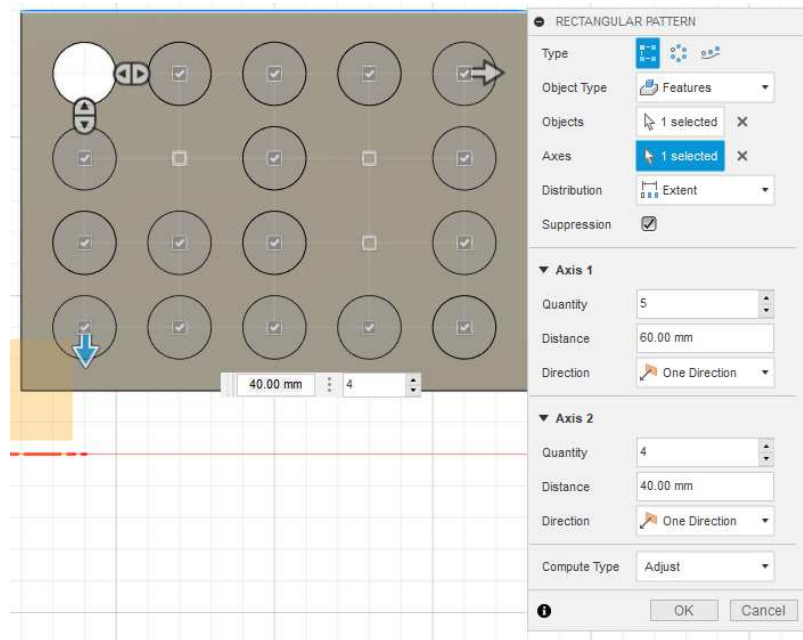 RECTANGULAR PATTERN
Type
Object Type Features
Objects 1 selected
Axes 1 selected
Distribution Extent
Suppression
Axis 1
Quantity 5
Distance 60.00 mm
Direction One Direction
40.00 mm 4
Axis 2
Quantity 4
Distance 40.00 mm
Direction One Direction
Compute Type Adjust
OK Cancel